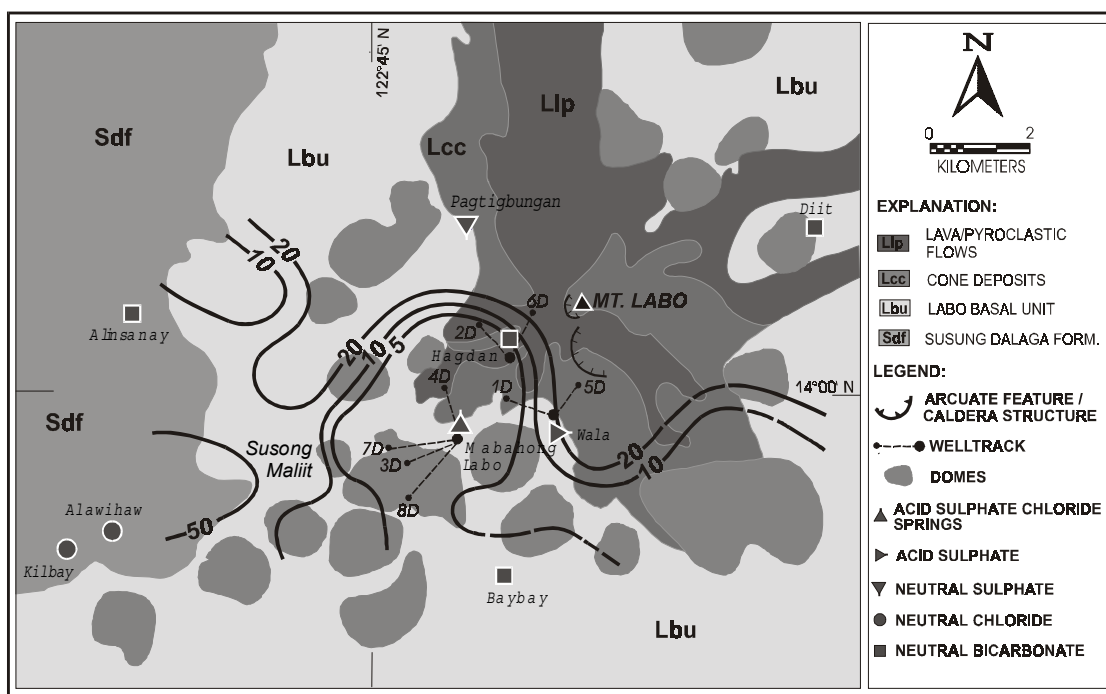 122°45' N
Sdf
Lbu
Lcc
Llp
Lbu
Pagtigbungan
Diit
20
10
Alinsanay
MT. LABO
6D
2D
20
10
5
Hagdan
4D
1D
5D
14°00' N
Sdf
Susong
Maliit
7D
3D
8D
Mabahong
Labo
Wala
20
10
Alawihaw
50
Kilbay
Baybay
Lbu
N
0 2
KILOMETERS
EXPLANATION:
Llp LAVA/PYROCLASTIC
FLOWS
Lcc CONE DEPOSITS
Lbu LABO BASAL UNIT
Sdf SUSUNG DALAGA FORM.
LEGEND:
ARCUATE FEATURE /
CALDERA STRUCTURE
WELLTRACK
DOMES
ACID SULPHATE CHLORIDE
SPRINGS
ACID SULPHATE
NEUTRAL SULPHATE
NEUTRAL CHLORIDE
NEUTRAL BICARBONATE